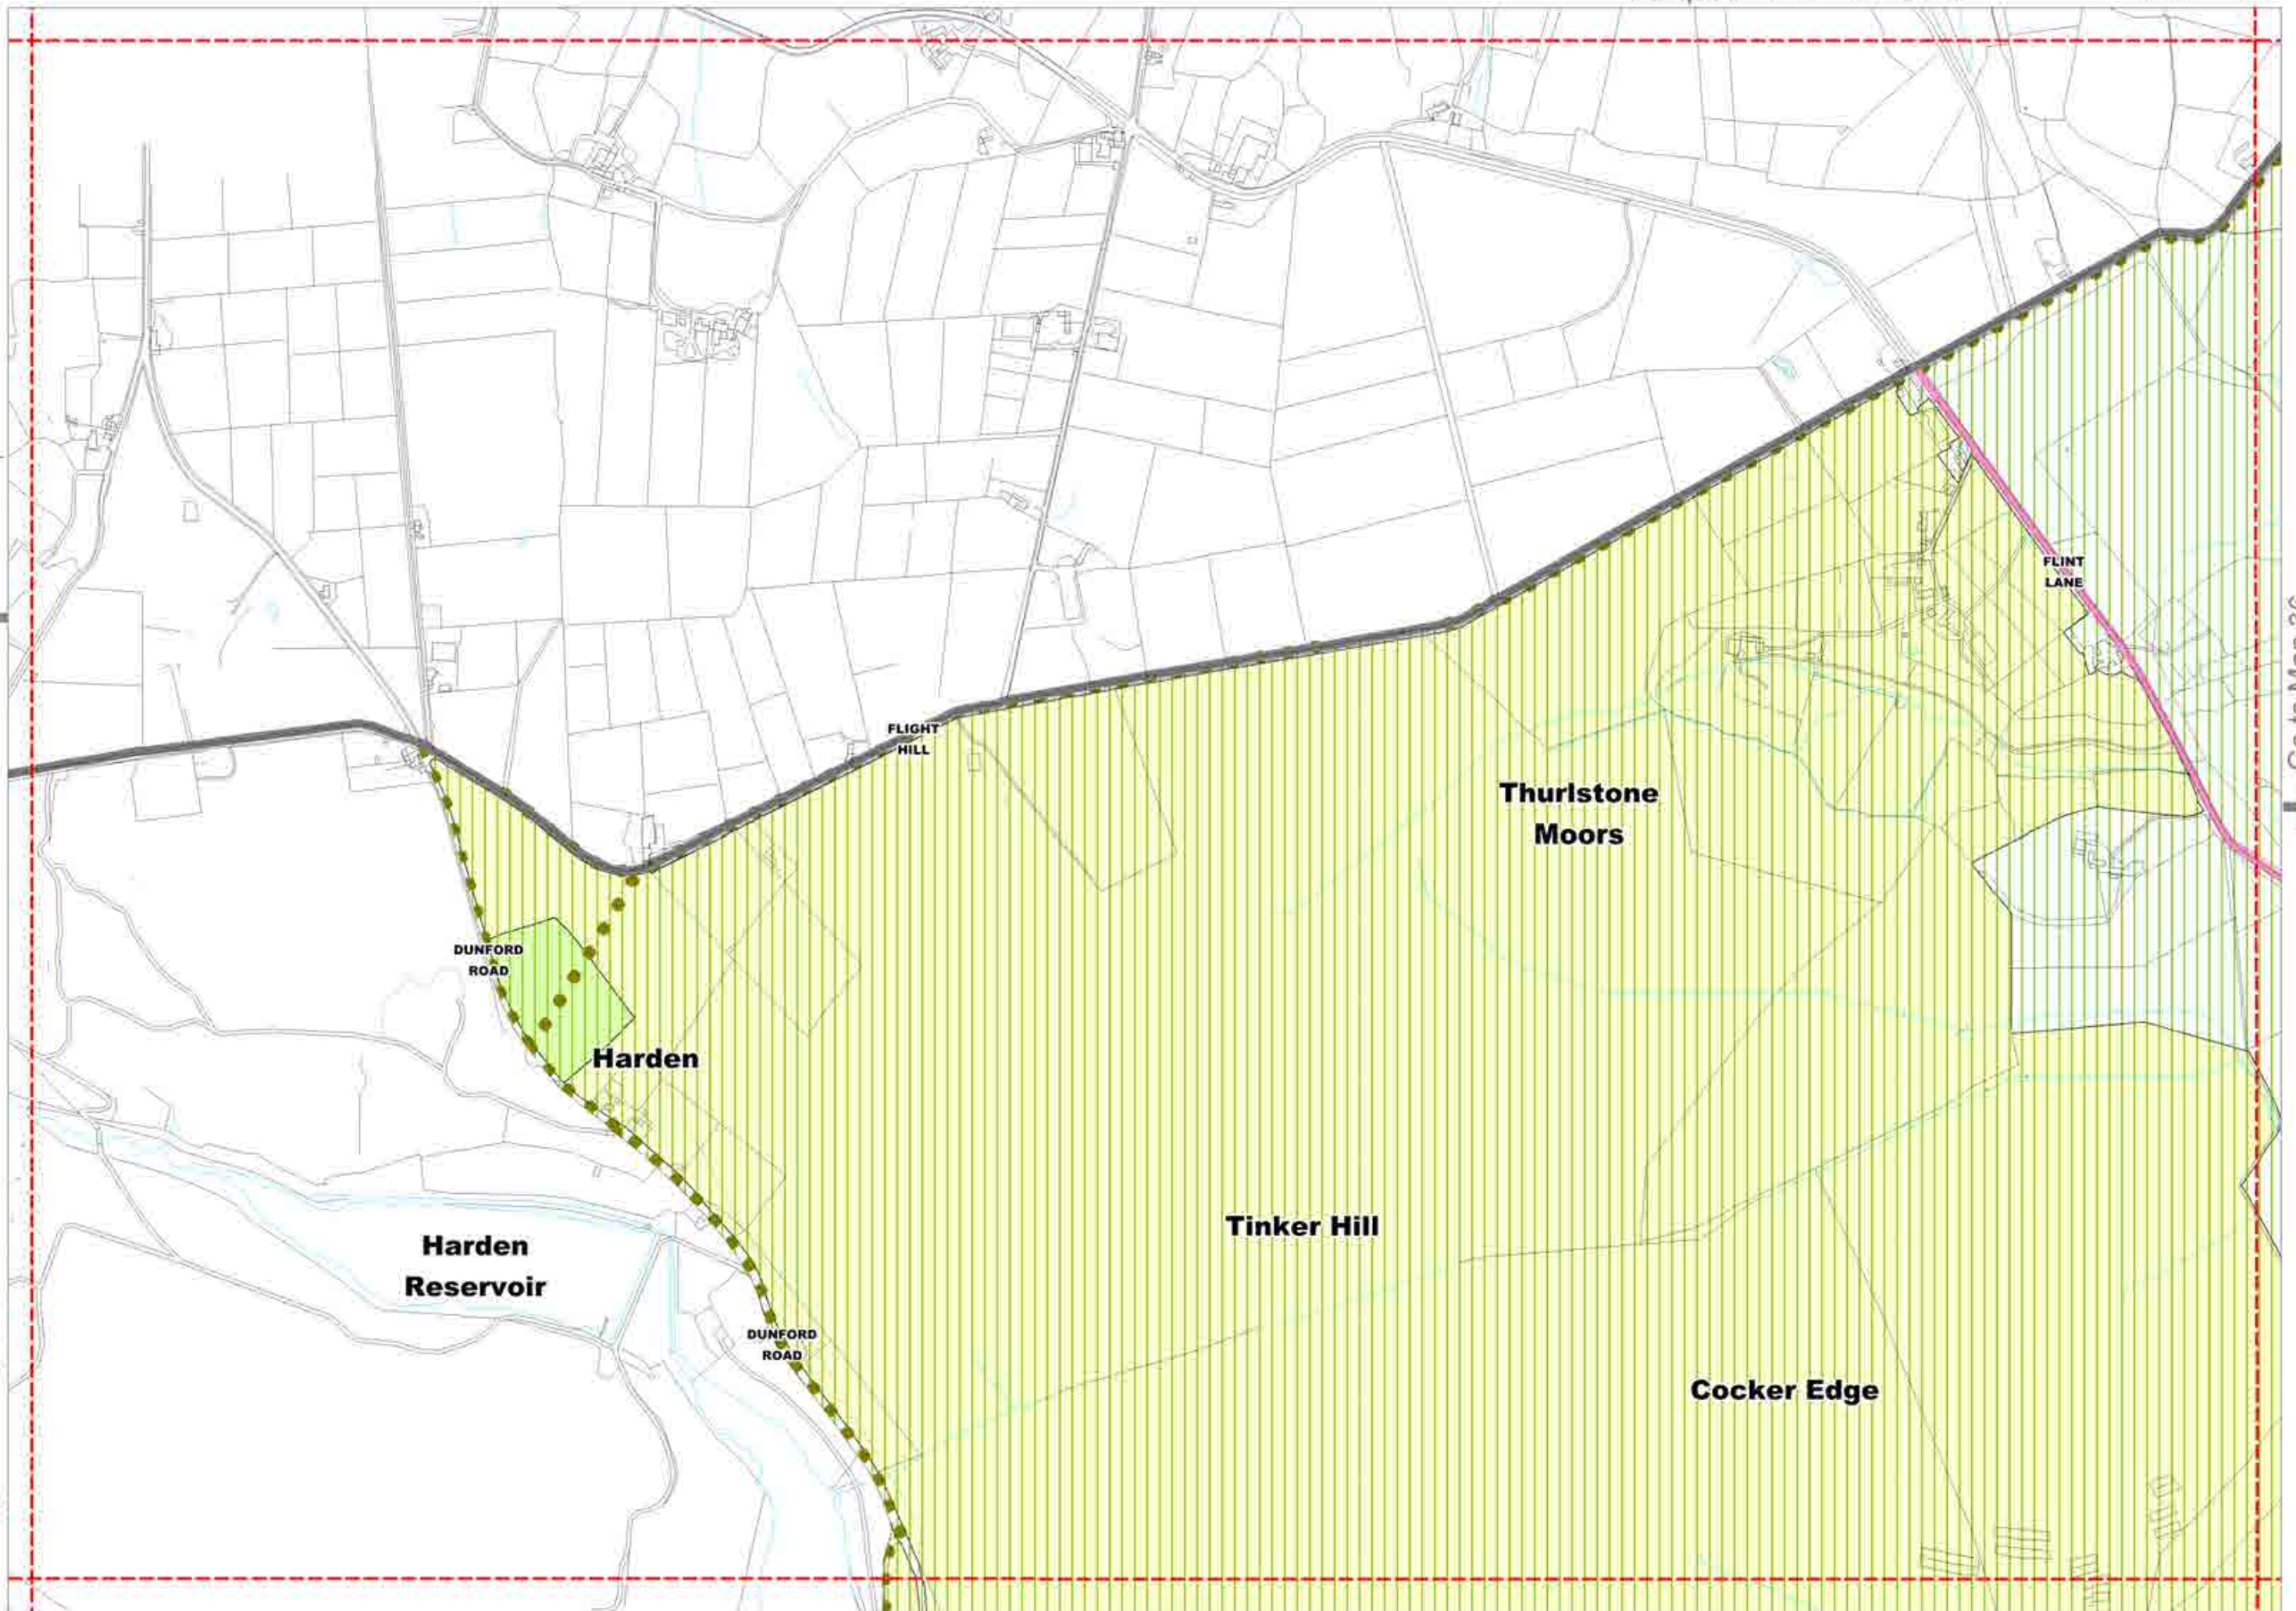 FLINT
LANE
FLIGHT
HILL
Thurlstone
Moors
DUNFORD
ROAD
Harden
Tinker Hill
Harden
Reservoir
DUNFORD
ROAD
Cocker Edge